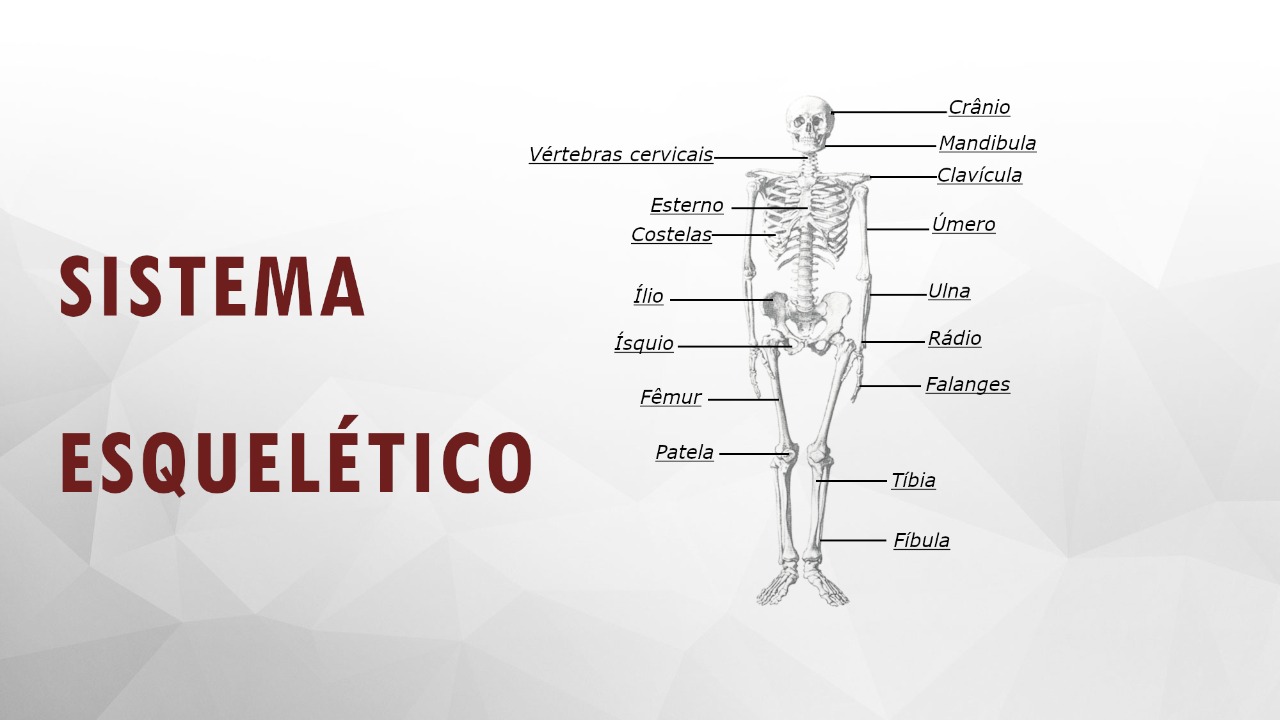 SISTEMA
ESQUELÉTICO
Crânio
Mandibula
Vértebras cervicais
Clavícula
Esterno
Úmero
Costelas
Ílio
Ulna
Ísquio
Rádio
Falanges
Fêmur
Patela
Tíbia
Fíbula